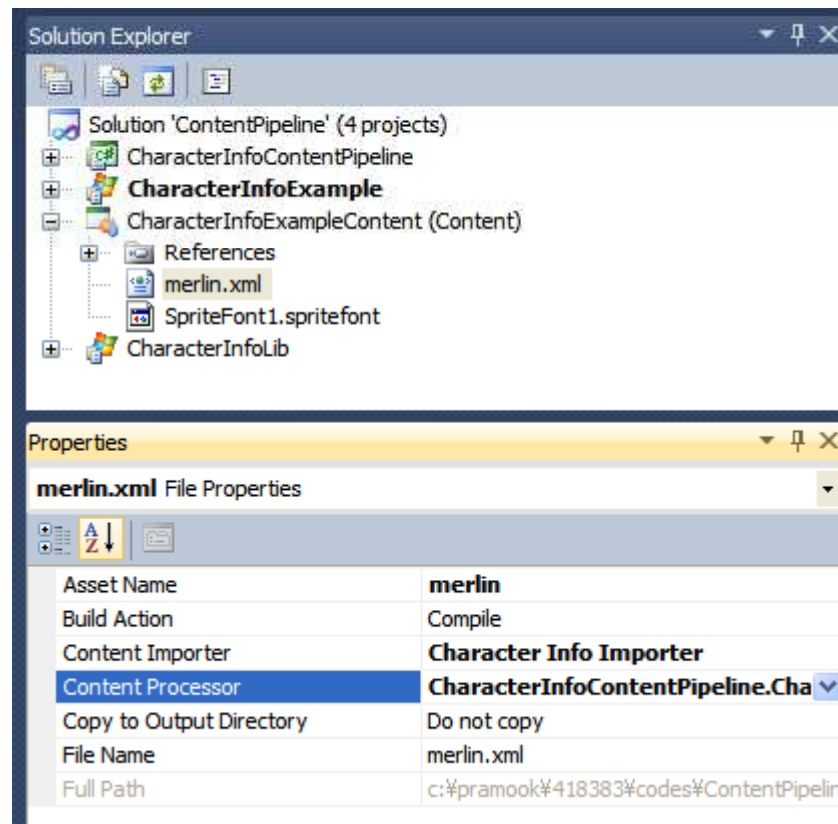 Solution Explorer
Solution 'ContentPipeline' (4 projects)
CharacterInfoContentPipeline
CharacterInfoExample
CharacterInfoExampleContent (Content)
References
merlin.xml
SpriteFont1.spritefont
CharacterInfoLib
Properties
merlin.xml File Properties
Asset Name merlin
Build Action Compile
Content Importer Character Info Importer
Content Processor CharacterInfoContentPipeline.Cha
Copy to Output Directory Do not copy
File Name merlin.xml
Full Path c:¥pramook¥418383¥codes¥ContentPipelin